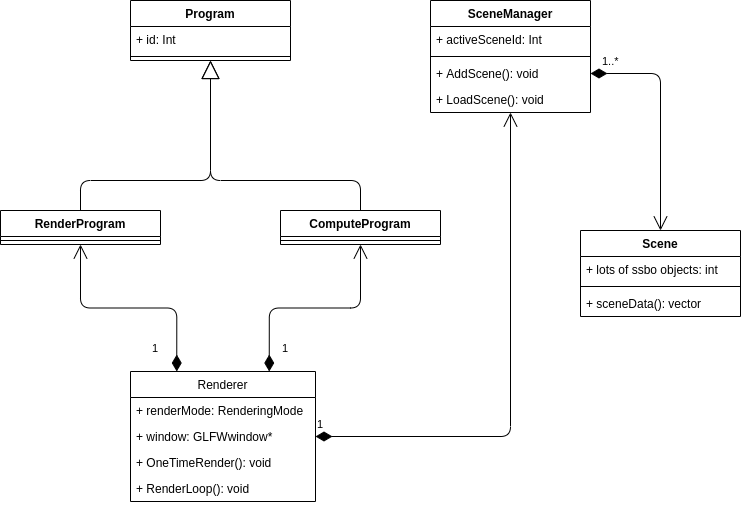 Program
+ id: Int
SceneManager
+ activeSceneId: Int
+ AddScene(): void
+ LoadScene(): void
1..*
RenderProgram
ComputeProgram
Scene
+ lots of ssbo objects: int
+ sceneData(): vector
1
1
Renderer
+ renderMode: RenderingMode
+ window: GLFWwindow*
+ OneTimeRender(): void
+ RenderLoop(): void
1